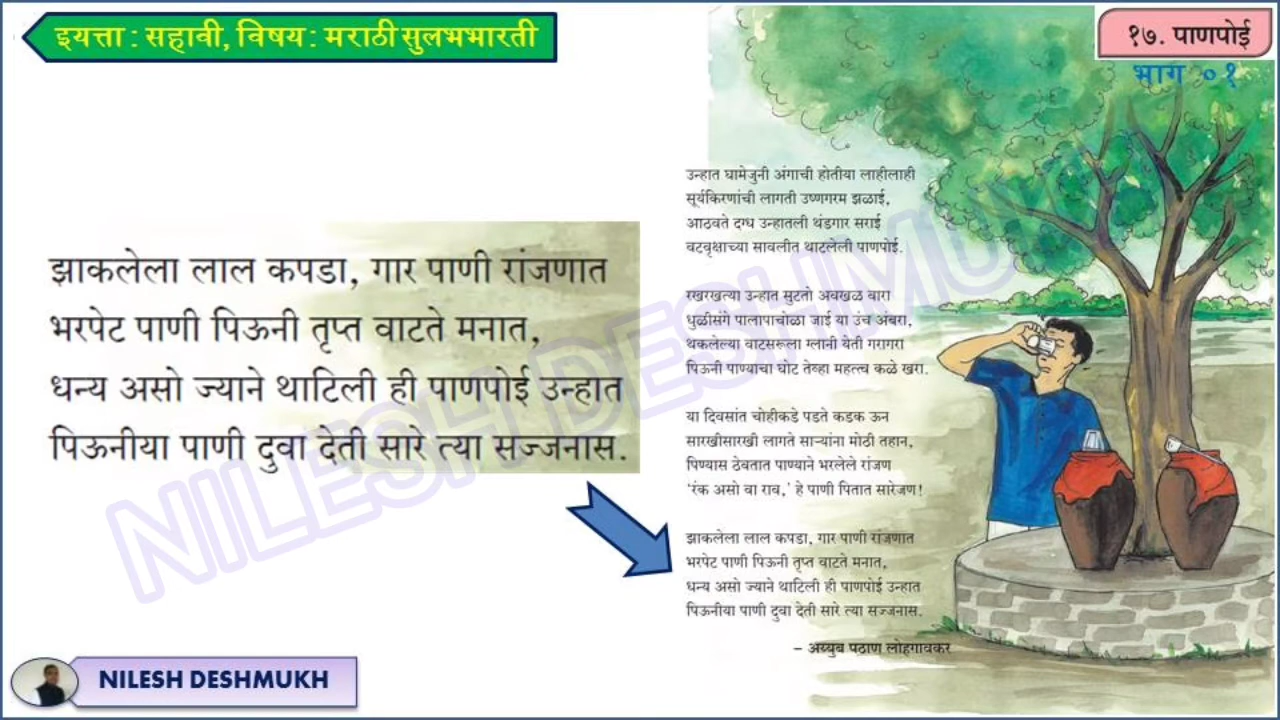 इयत्ता : सहावी, विषय : मराठी सुलभभारती
१७. पाणपोई
भाग ०१
झाकलेला लाल कपडा, गार पाणी रांजणात
भरपेट पाणी पिऊनी तृप्त वाटते मनात,
धन्य असो ज्याने थाटिली ही पाणपोई उन्हात
पिऊनीया पाणी दुवा देती सारे त्या सज्जनास.
उन्हात घामेजुनी अंगाची होतीया लाहीलाही
सूर्यकिरणांची लागती उष्णगरम झळाई,
आठवते दग्ध उन्हातली थंडगार सराई
वटवृक्षाच्या सावलीत थाटलेली पाणपोई.
रखरखत्या उन्हात सुटतो अवखळ वारा
धुळीसंगे पालापाचोळा जाई या उंच अंबरा,
थकलेल्या वाटसरूला ग्लानी येती गरागरा
पिऊनी पाण्याचा घोट तेव्हा महत्त्व कळे खरा.
या दिवसांत चोहीकडे पडते कडक ऊन
सारखीसारखी लागते साऱ्यांना मोठी तहान,
पिण्यास ठेवतात पाण्याने भरलेले रांजण
‘रंक असो वा राव,’ हे पाणी पितात सारेजण!
झाकलेला लाल कपडा, गार पाणी रांजणात
भरपेट पाणी पिऊनी तृप्त वाटते मनात,
धन्य असो ज्याने थाटिली ही पाणपोई उन्हात
पिऊनीया पाणी दुवा देती सारे त्या सज्जनास.
– अय्युब पठाण लोहगावकर
NILESH DESHMUKH
NILESH DESHMUKH